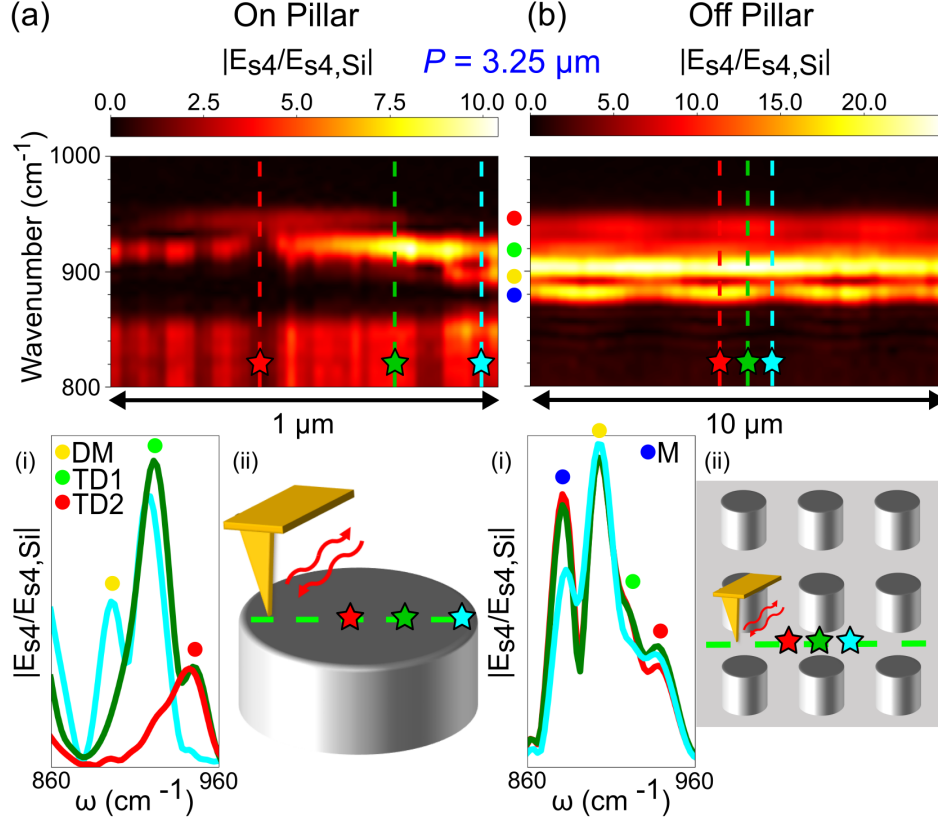 (a) On Pillar
|Es4/Es4,Si|
P = 3.25 µm
0.0 2.5 5.0 7.5 10.0
Wavenumber (cm⁻¹)
1000
900
800
1 µm
(b) Off Pillar
|Es4/Es4,Si|
0.0 5.0 10.0 15.0 20.0
10 µm
(i)
DM
TD1
TD2
|Es4/Es4,Si|
860 960
ω (cm⁻¹)
(ii)
(i)
M
|Es4/Es4,Si|
860 960
ω (cm⁻¹)
(ii)